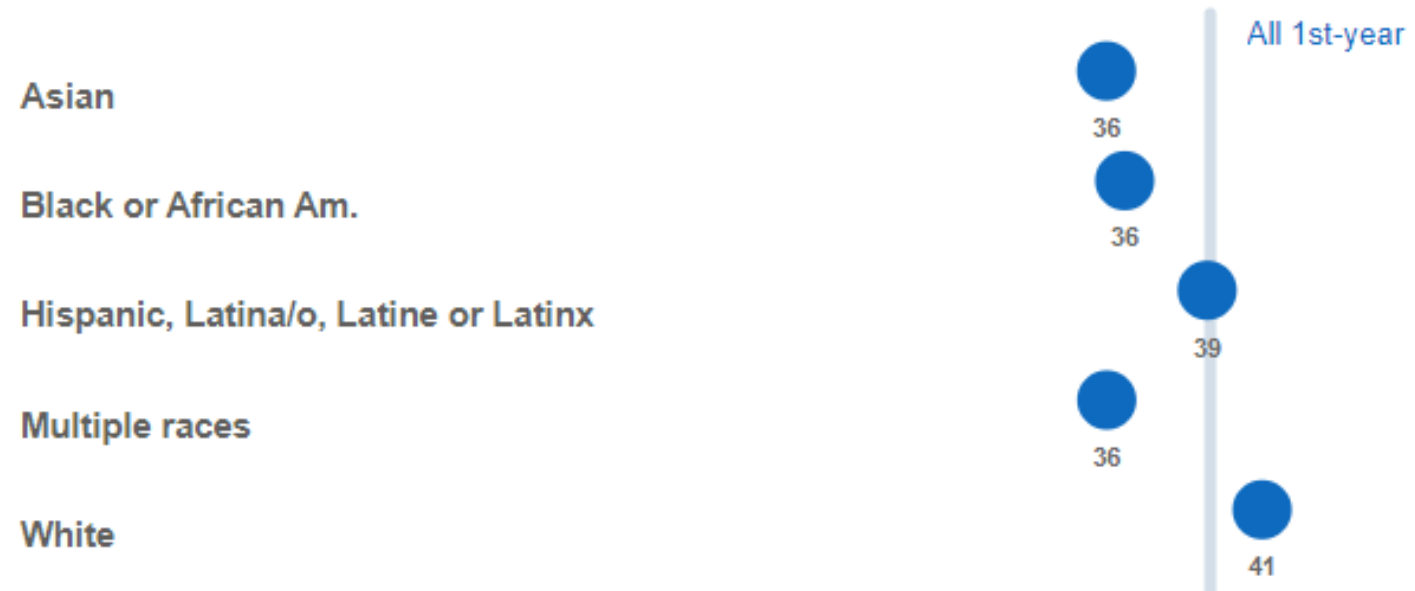 All 1st-year
Asian
36
Black or African Am.
36
Hispanic, Latina/o, Latine or Latinx
39
Multiple races
36
White
41